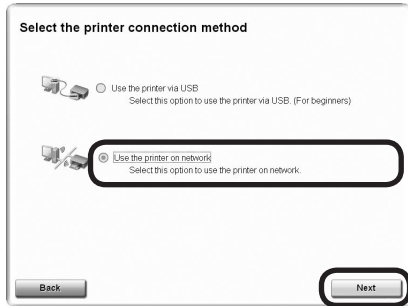 Select the printer connection method
Use the printer via USB
Select this option to use the printer via USB. (For beginners)
Use the printer on network
Select this option to use the printer on network.
Back
Next